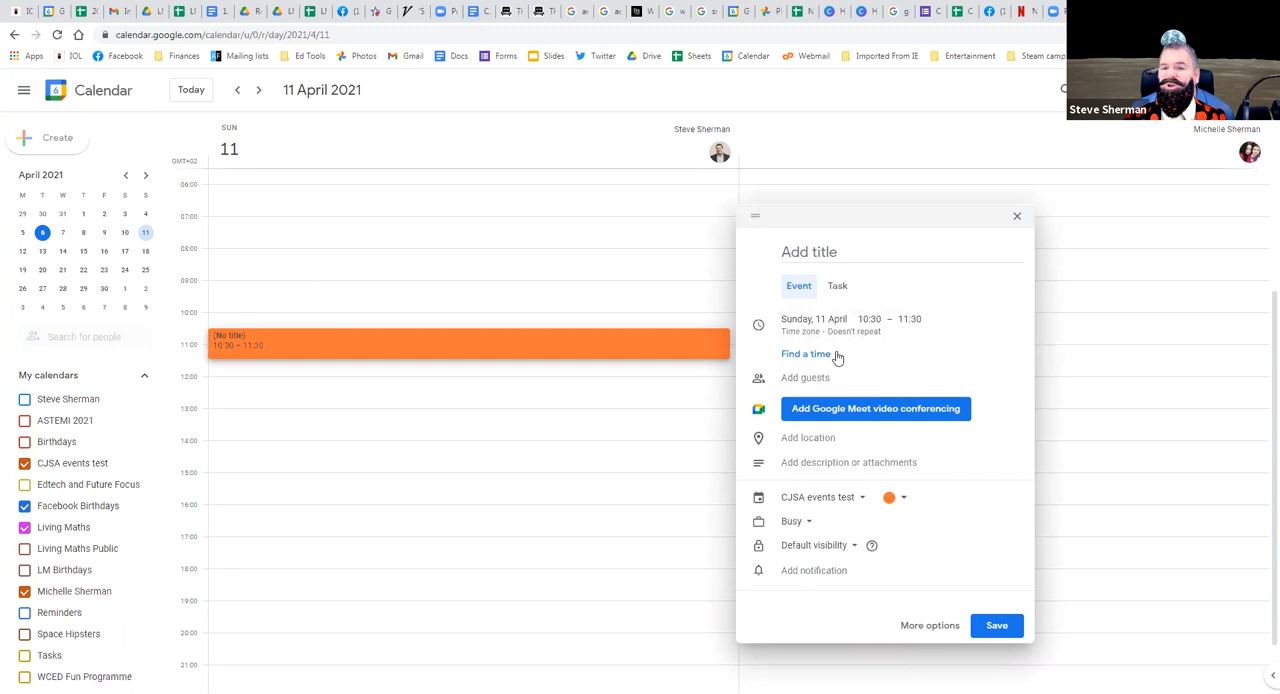 calendar.google.com/calendar/u/0/r/day/2021/4/11
Apps
IOL
Facebook
Finances
Mailing lists
Ed Tools
Photos
Gmail
Docs
Forms
Slides
Twitter
Drive
Sheets
Calendar
Webmail
Imported From IE
Entertainment
Steam camp
Steve Sherman
6
Calendar
Today
11 April 2021
Create
SUN
11
GMT+02
Steve Sherman
Michelle Sherman
April 2021
M T W T F S S
29 30 31 1 2 3 4
5 6 7 8 9 10 11
12 13 14 15 16 17 18
19 20 21 22 23 24 25
26 27 28 29 30 1 2
3 4 5 6 7 8 9
Search for people
My calendars
Steve Sherman
ASTEMI 2021
Birthdays
CJSA events test
Edtech and Future Focus
Facebook Birthdays
Living Maths
Living Maths Public
LM Birthdays
Michelle Sherman
Reminders
Space Hipsters
Tasks
WCED Fun Programme
06:00
07:00
08:00
09:00
10:00
11:00
12:00
13:00
14:00
15:00
16:00
17:00
18:00
19:00
20:00
21:00
(No title)
10:30 – 11:30
Add title
Event Task
Sunday, 11 April 10:30 – 11:30
Time zone · Doesn't repeat
Find a time
Add guests
Add Google Meet video conferencing
Add location
Add description or attachments
CJSA events test
Busy
Default visibility
Add notification
More options
Save